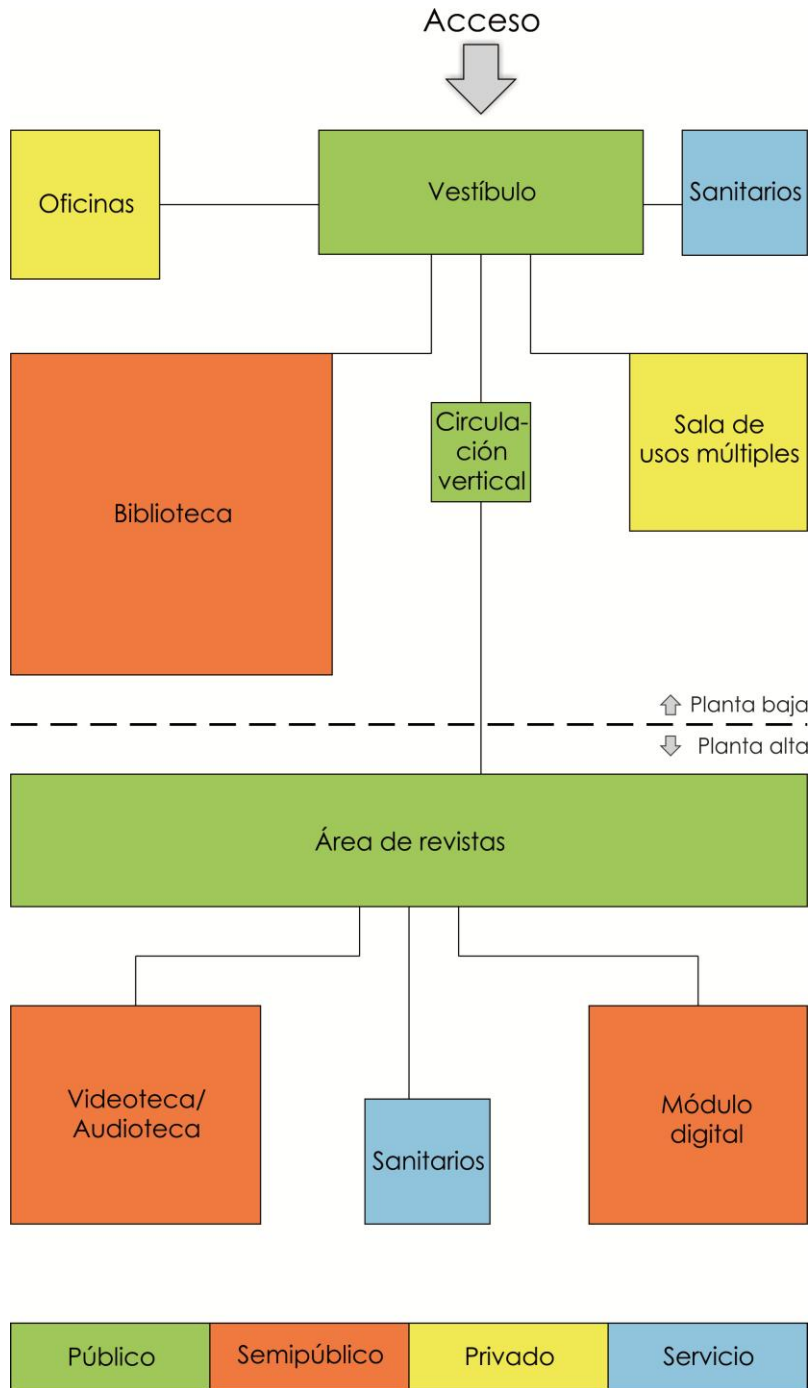 Acceso
Oficinas
Vestíbulo
Sanitarios
Biblioteca
Circula-
ción
vertical
Sala de
usos múltiples
Planta baja
Planta alta
Área de revistas
Videoteca/
Audioteca
Sanitarios
Módulo
digital
Público
Semipúblico
Privado
Servicio